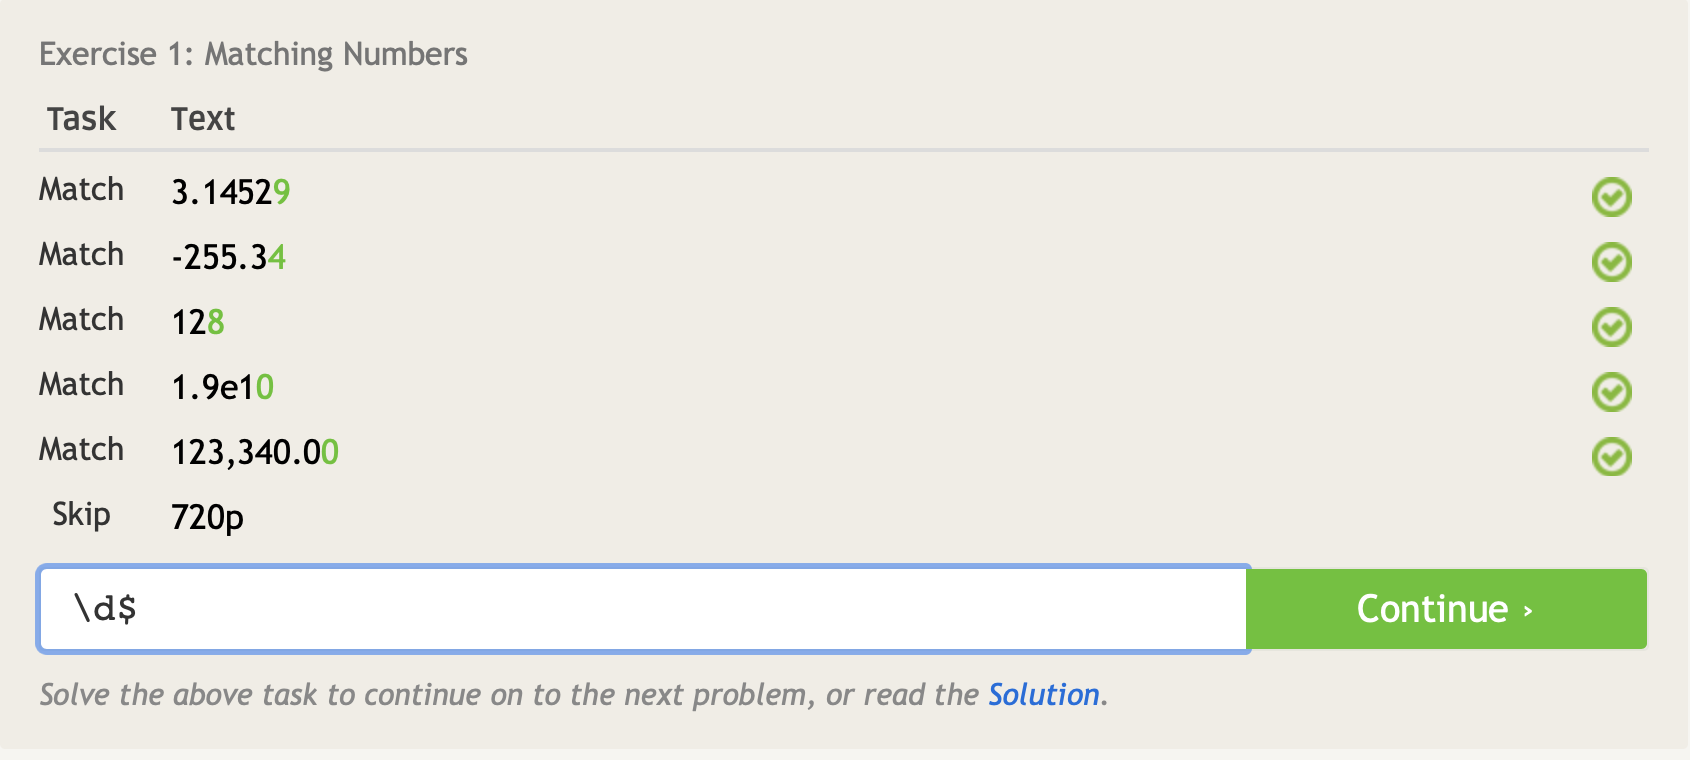 Exercise 1: Matching Numbers
Task Text
Match 3.14529
Match -255.34
Match 128
Match 1.9e10
Match 123,340.00
Skip 720p
\d$ Continue ›
Solve the above task to continue on to the next problem, or read the Solution.